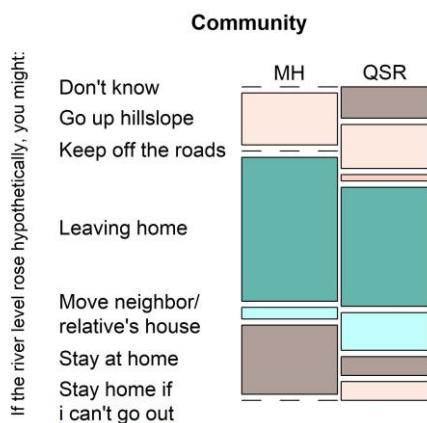 Community
MH QSR
If the river level rose hypothetically, you might:
Don't know
Go up hillslope
Keep off the roads
Leaving home
Move neighbor/
relative's house
Stay at home
Stay home if
i can't go out